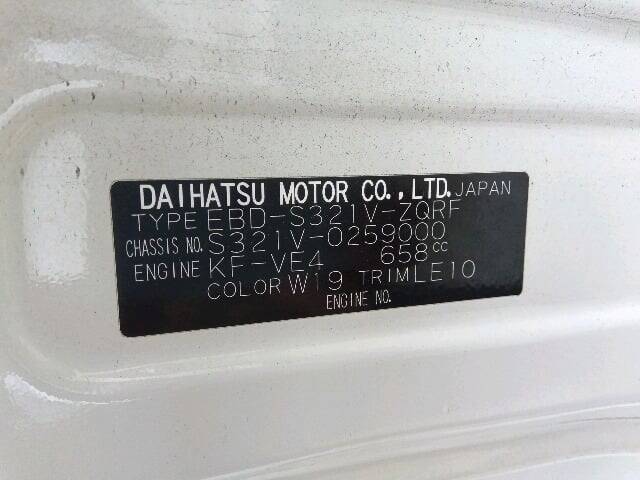 DAIHATSU MOTOR CO., LTD. JAPAN
TYPE EBD-S321V-ZQRF
CHASSIS NO. S321V-0259000
ENGINE KF-VE4 658cc
COLOR W19 TRIM LE10
ENGINE NO.